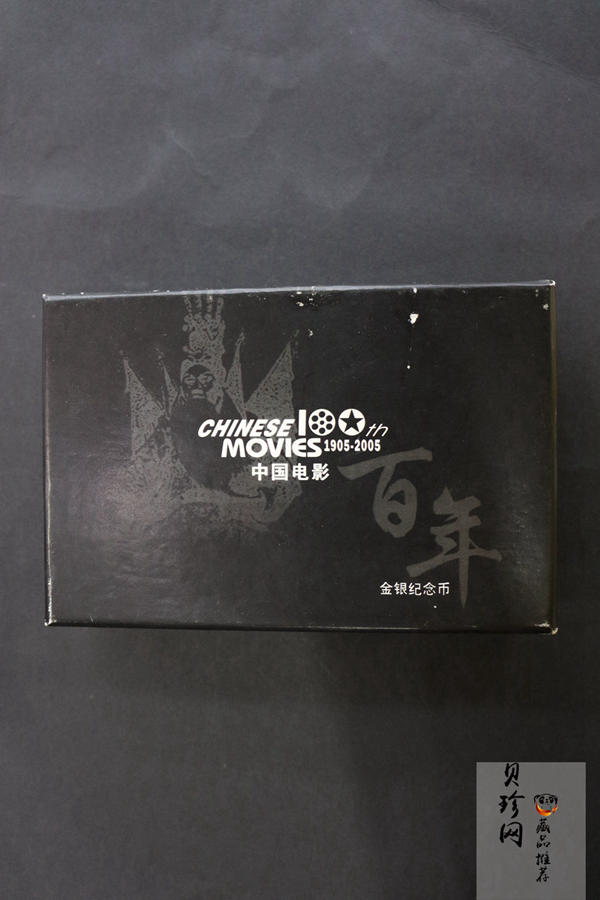 CHINESE 100th
MOVIES 1905-2005
中国电影
百年
金银纪念币
贝珍网
藏品推荐